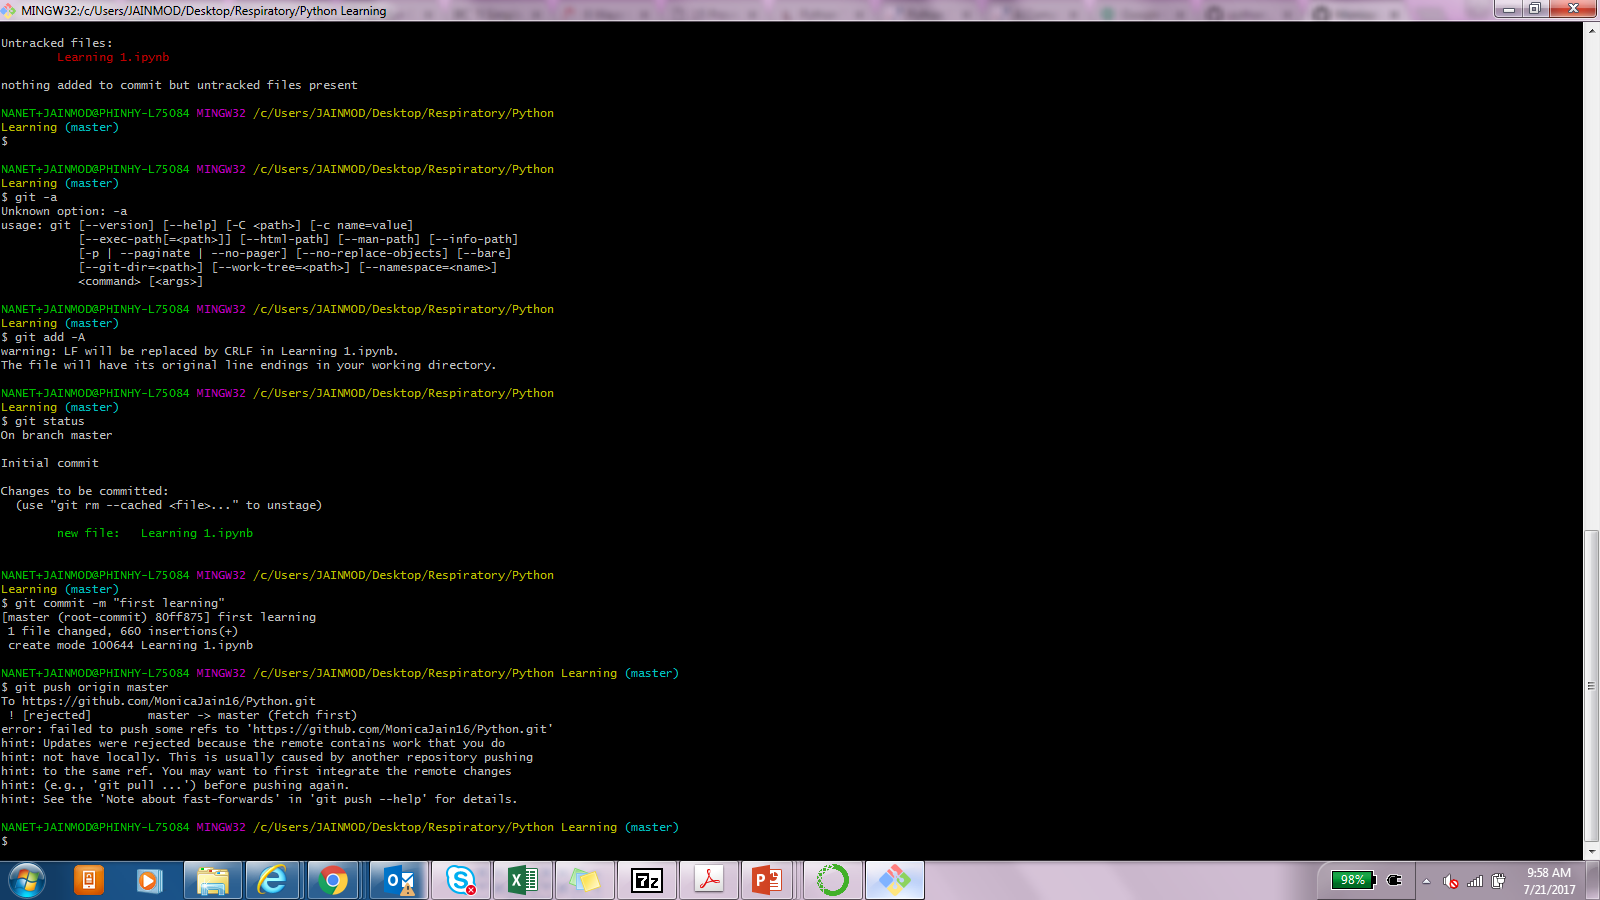 MINGW32:/c/Users/JAINMOD/Desktop/Respiratory/Python Learning
Untracked files:
Learning 1.ipynb
nothing added to commit but untracked files present
NANET+JAINMOD@PHINHY-L75084 MINGW32 /c/Users/JAINMOD/Desktop/Respiratory/Python
Learning (master)
$
NANET+JAINMOD@PHINHY-L75084 MINGW32 /c/Users/JAINMOD/Desktop/Respiratory/Python
Learning (master)
$ git -a
Unknown option: -a
usage: git [--version] [--help] [-C <path>] [-c name=value]
[--exec-path[=<path>]] [--html-path] [--man-path] [--info-path]
[-p | --paginate | --no-pager] [--no-replace-objects] [--bare]
[--git-dir=<path>] [--work-tree=<path>] [--namespace=<name>]
<command> [<args>]
NANET+JAINMOD@PHINHY-L75084 MINGW32 /c/Users/JAINMOD/Desktop/Respiratory/Python
Learning (master)
$ git add -A
warning: LF will be replaced by CRLF in Learning 1.ipynb.
The file will have its original line endings in your working directory.
NANET+JAINMOD@PHINHY-L75084 MINGW32 /c/Users/JAINMOD/Desktop/Respiratory/Python
Learning (master)
$ git status
On branch master
Initial commit
Changes to be committed:
(use "git rm --cached <file>..." to unstage)
new file:   Learning 1.ipynb
NANET+JAINMOD@PHINHY-L75084 MINGW32 /c/Users/JAINMOD/Desktop/Respiratory/Python
Learning (master)
$ git commit -m "first learning"
[master (root-commit) 80ff875] first learning
1 file changed, 660 insertions(+)
create mode 100644 Learning 1.ipynb
NANET+JAINMOD@PHINHY-L75084 MINGW32 /c/Users/JAINMOD/Desktop/Respiratory/Python Learning (master)
$ git push origin master
To https://github.com/MonicaJain16/Python.git
! [rejected]        master -> master (fetch first)
error: failed to push some refs to 'https://github.com/MonicaJain16/Python.git'
hint: Updates were rejected because the remote contains work that you do
hint: not have locally. This is usually caused by another repository pushing
hint: to the same ref. You may want to first integrate the remote changes
hint: (e.g., 'git pull ...') before pushing again.
hint: See the 'Note about fast-forwards' in 'git push --help' for details.
NANET+JAINMOD@PHINHY-L75084 MINGW32 /c/Users/JAINMOD/Desktop/Respiratory/Python Learning (master)
$
98%
9:58 AM
7/21/2017